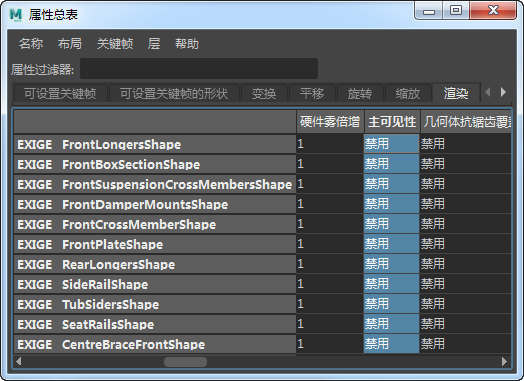 属性总表
名称 布局 关键帧 层 帮助
属性过滤器:
可设置关键帧 可设置关键帧的形状 变换 平移 旋转 缩放 渲染
硬件雾倍增 主可见性 几何体抗锯齿覆盖
EXIGE FrontLongersShape 1 禁用 禁用
EXIGE FrontBoxSectionShape 1 禁用 禁用
EXIGE FrontSuspensionCrossMembersShape 1 禁用 禁用
EXIGE FrontDamperMountsShape 1 禁用 禁用
EXIGE FrontCrossMemberShape 1 禁用 禁用
EXIGE FrontPlateShape 1 禁用 禁用
EXIGE RearLongersShape 1 禁用 禁用
EXIGE SideRailShape 1 禁用 禁用
EXIGE TubSidersShape 1 禁用 禁用
EXIGE SeatRailsShape 1 禁用 禁用
EXIGE CentreBraceFrontShape 1 禁用 禁用